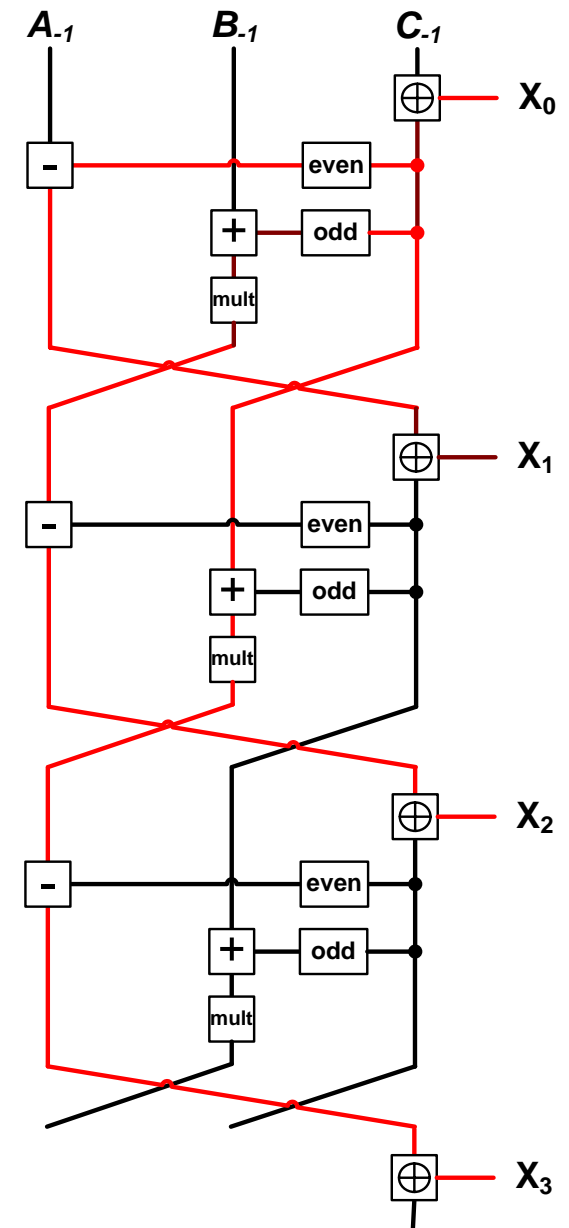 A-1 B-1 C-1
⊕ X0
- even
+ odd
mult
⊕ X1
- even
+ odd
mult
⊕ X2
- even
+ odd
mult
⊕ X3